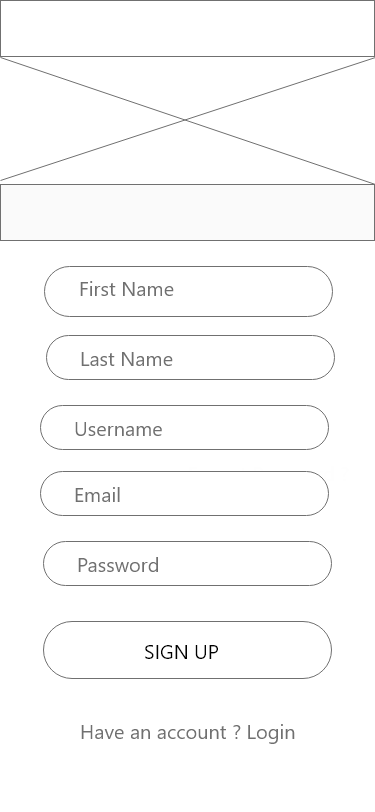 First Name
Last Name
Username
Email
Password
SIGN UP
Have an account ? Login